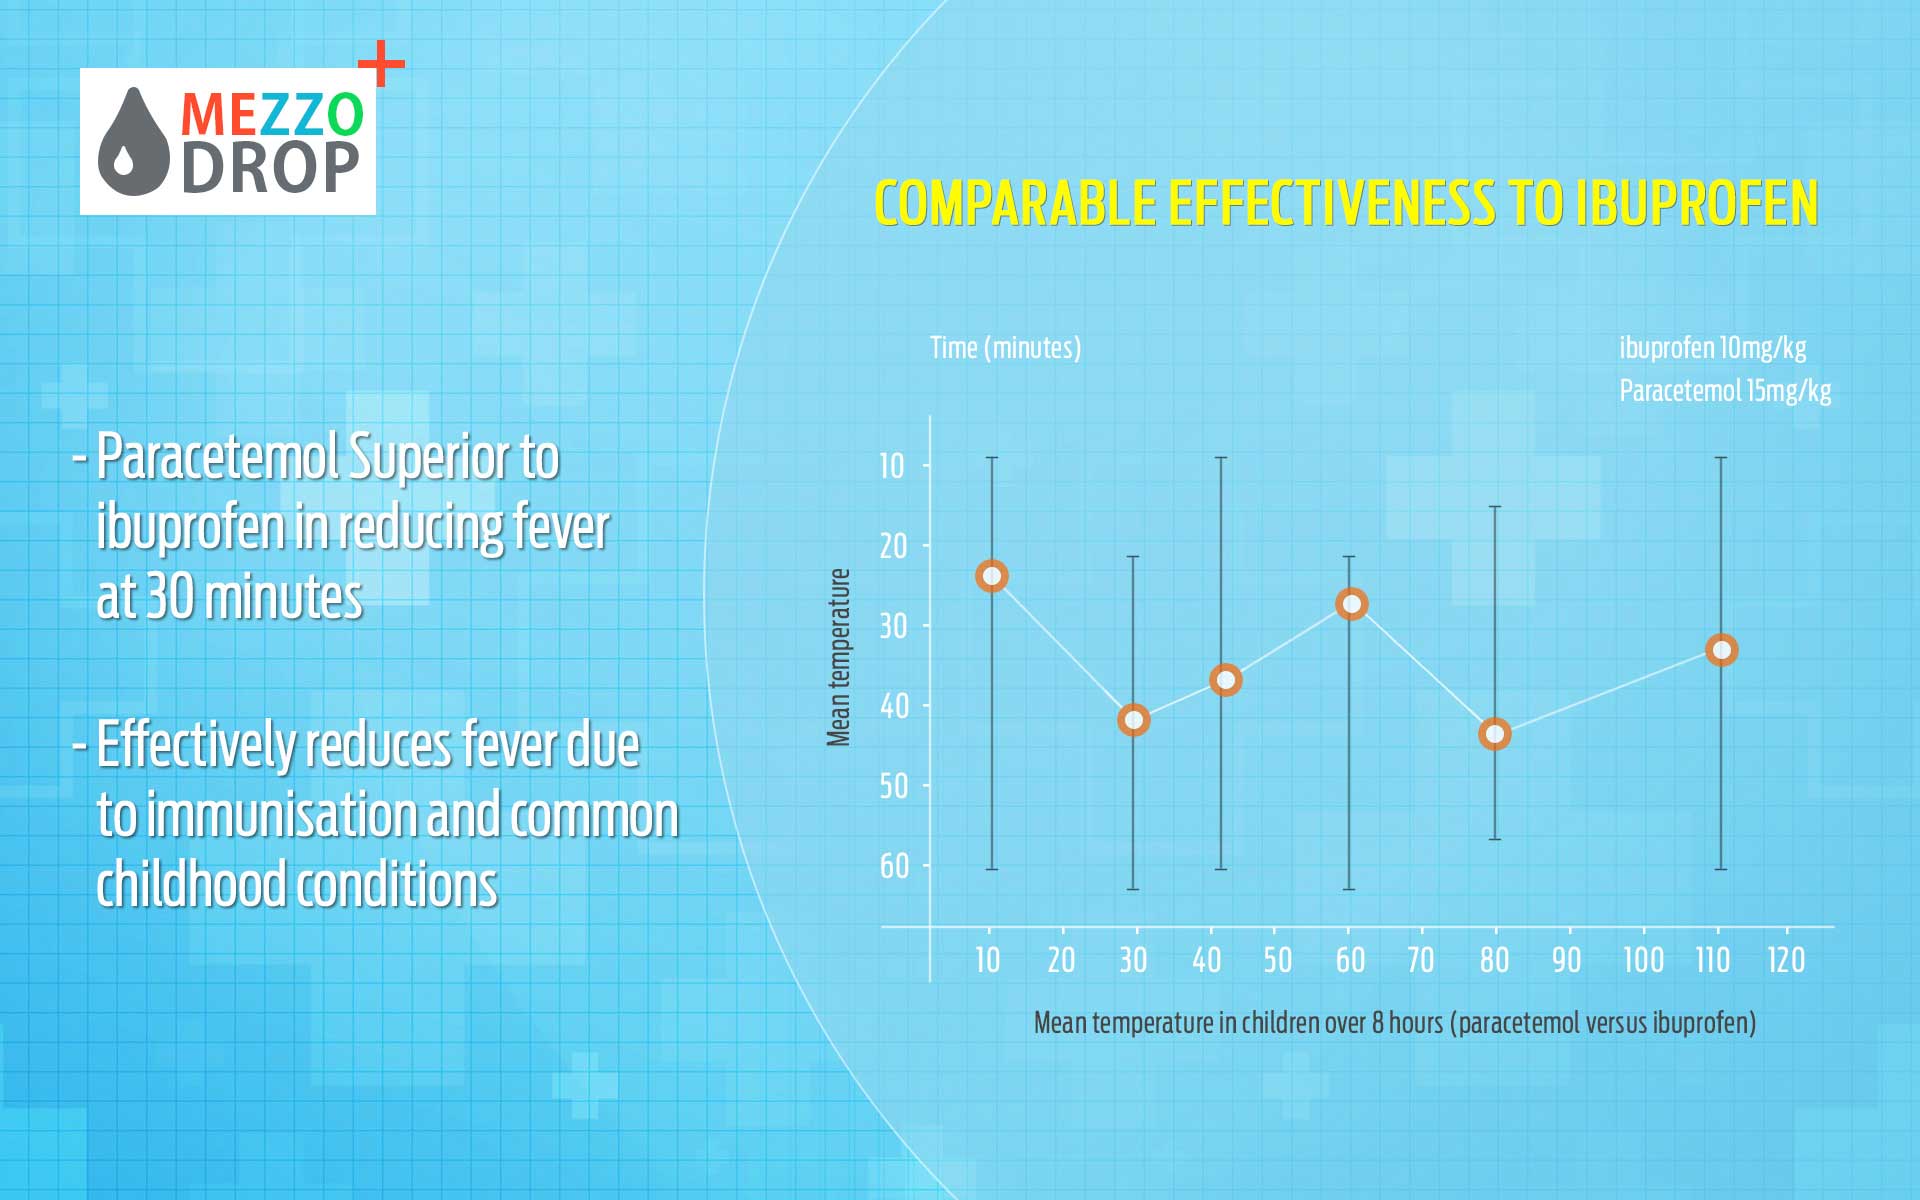 MEZZO
DROP
COMPARABLE EFFECTIVENESS TO IBUPROFEN
- Paracetemol Superior to
ibuprofen in reducing fever
at 30 minutes
- Effectively reduces fever due
to immunisation and common
childhood conditions
Time (minutes)
ibuprofen 10mg/kg
Paracetemol 15mg/kg
Mean temperature
10
20
30
40
50
60
10 20 30 40 50 60 70 80 90 100 110 120
Mean temperature in children over 8 hours (paracetemol versus ibuprofen)